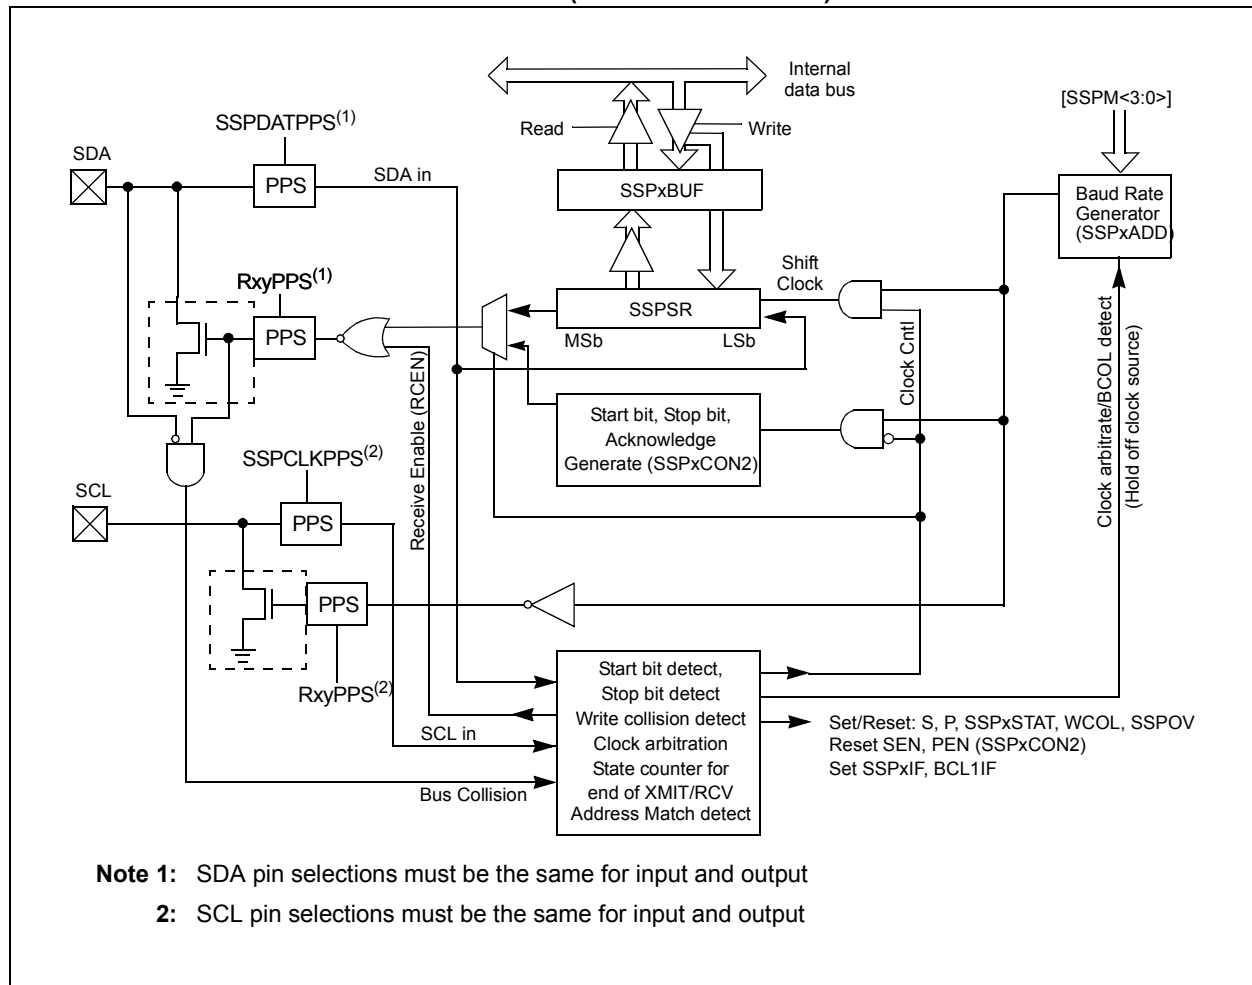 Internal
data bus
[SSPM<3:0>]
SSPDATPPS(1)
Read
Write
SDA
PPS
SDA in
SSPxBUF
Baud Rate
Generator
(SSPxADD)
RxyPPS(1)
Shift
Clock
PPS
SSPSR
MSb
LSb
Receive Enable (RCEN)
Clock Cntl
Clock arbitrate/BCOL detect
(Hold off clock source)
Start bit, Stop bit,
Acknowledge
Generate (SSPxCON2)
SSPCLKPPS(2)
SCL
PPS
PPS
RxyPPS(2)
Start bit detect,
Stop bit detect
Write collision detect
Clock arbitration
State counter for
end of XMIT/RCV
Address Match detect
SCL in
Bus Collision
Set/Reset: S, P, SSPxSTAT, WCOL, SSPOV
Reset SEN, PEN (SSPxCON2)
Set SSPxIF, BCL1IF
Note 1: SDA pin selections must be the same for input and output
2: SCL pin selections must be the same for input and output